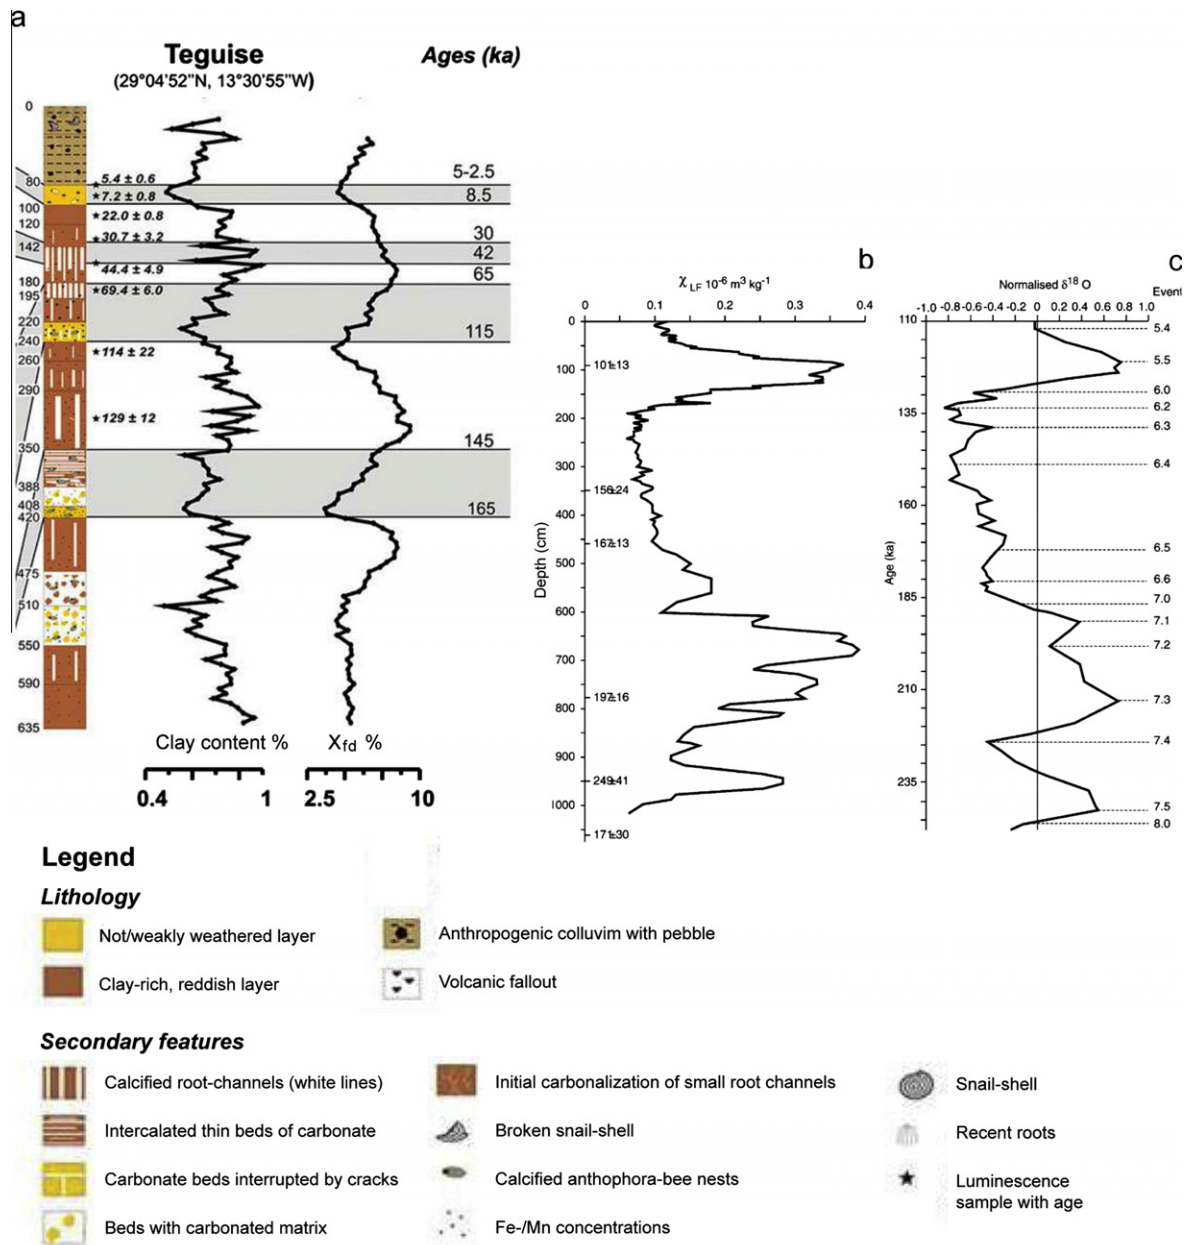 a
Teguise
(29°04'52"N, 13°30'55"W)
Ages (ka)
0
80
100
120
142
180
195
220
240
260
290
350
388
408
420
475
510
550
590
635
5.4 ± 0.6
7.2 ± 0.8
22.0 ± 0.8
30.7 ± 3.2
44.4 ± 4.9
69.4 ± 6.0
114 ± 22
129 ± 12
5-2.5
8.5
30
42
65
115
145
165
Clay content %
0.4 1
Xfd %
2.5 10
b
χ LF 10-6 m3 kg-1
0 0.1 0.2 0.3 0.4
Depth (cm)
0
100
200
300
400
500
600
700
800
900
1000
101±13
156±24
167±13
197±16
249±41
171±30
c
Normalised δ18 O
Event
-1.0 -0.8 -0.6 -0.4 -0.2 0 0.2 0.4 0.6 0.8 1.0
Age (ka)
110
135
160
185
210
235
5.4
5.5
6.0
6.2
6.3
6.4
6.5
6.6
7.0
7.1
7.2
7.3
7.4
7.5
8.0
Legend
Lithology
Not/weakly weathered layer
Anthropogenic colluvim with pebble
Clay-rich, reddish layer
Volcanic fallout
Secondary features
Calcified root-channels (white lines)
Initial carbonalization of small root channels
Snail-shell
Intercalated thin beds of carbonate
Broken snail-shell
Recent roots
Carbonate beds interrupted by cracks
Calcified anthophora-bee nests
Luminescence
sample with age
Beds with carbonated matrix
Fe-/Mn concentrations